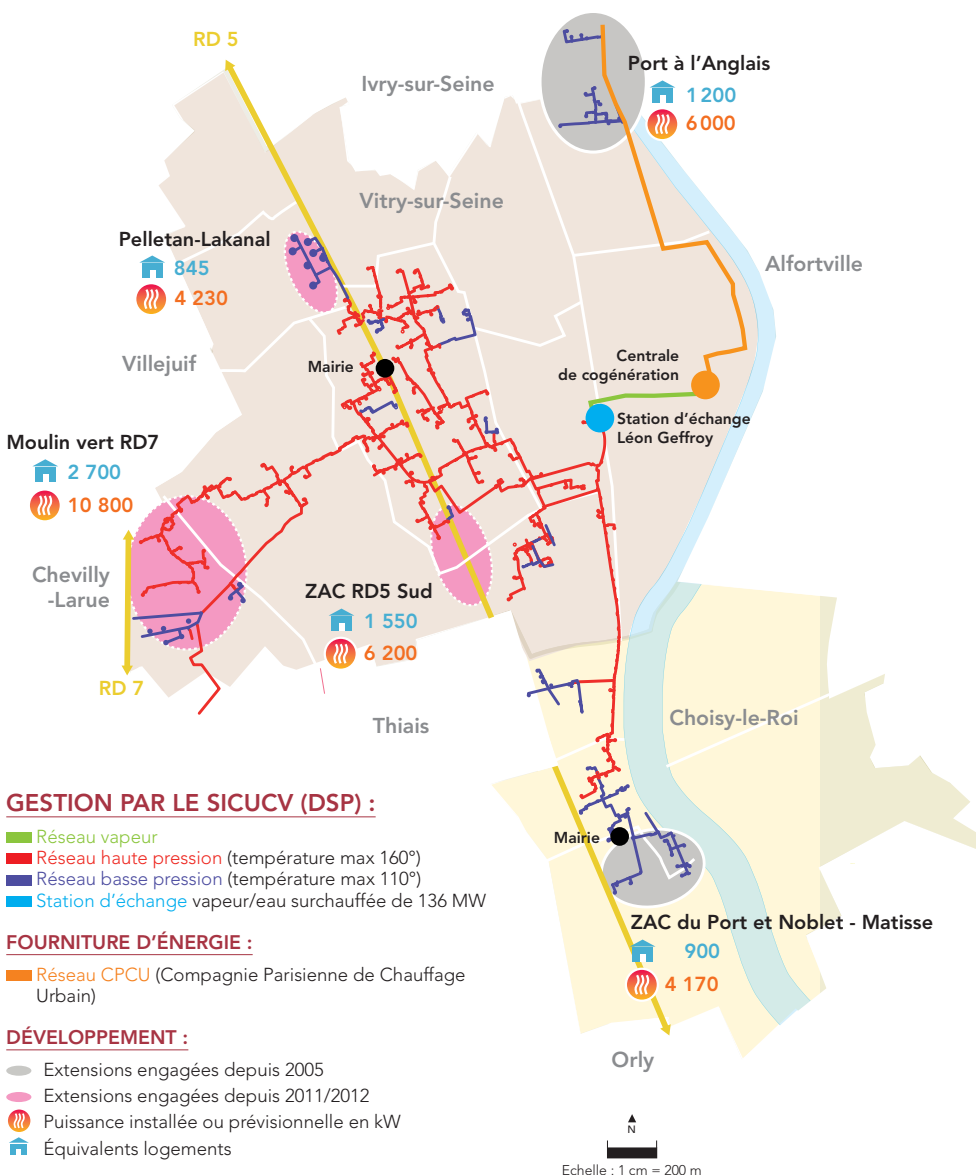 RD 5
Ivry-sur-Seine
Port à l'Anglais
1 200
6 000
Vitry-sur-Seine
Pelletan-Lakanal
845
4 230
Alfortville
Villejuif
Mairie
Centrale
de cogénération
Station d'échange
Léon Geffroy
Moulin vert RD7
2 700
10 800
Chevilly
-Larue
ZAC RD5 Sud
1 550
6 200
RD 7
Thiais
Choisy-le-Roi
Mairie
ZAC du Port et Noblet - Matisse
900
4 170
Orly
GESTION PAR LE SICUCV (DSP) :
Réseau vapeur
Réseau haute pression (température max 160°)
Réseau basse pression (température max 110°)
Station d'échange vapeur/eau surchauffée de 136 MW
FOURNITURE D'ÉNERGIE :
Réseau CPCU (Compagnie Parisienne de Chauffage
Urbain)
DÉVELOPPEMENT :
Extensions engagées depuis 2005
Extensions engagées depuis 2011/2012
Puissance installée ou prévisionnelle en kW
Équivalents logements
N
Echelle : 1 cm = 200 m